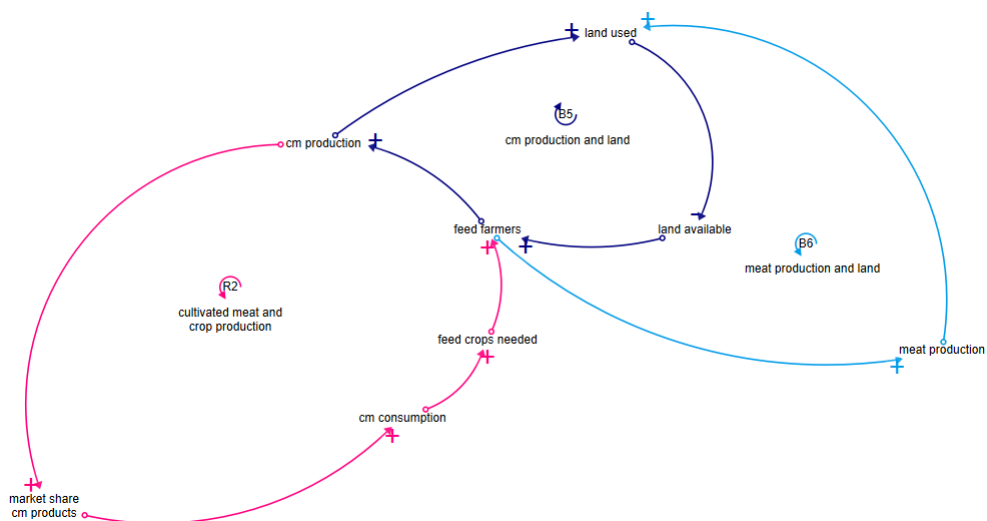 land used
B5
cm production and land
cm production
feed farmers
land available
B6
meat production and land
R2
cultivated meat and
crop production
feed crops needed
meat production
cm consumption
market share
cm products